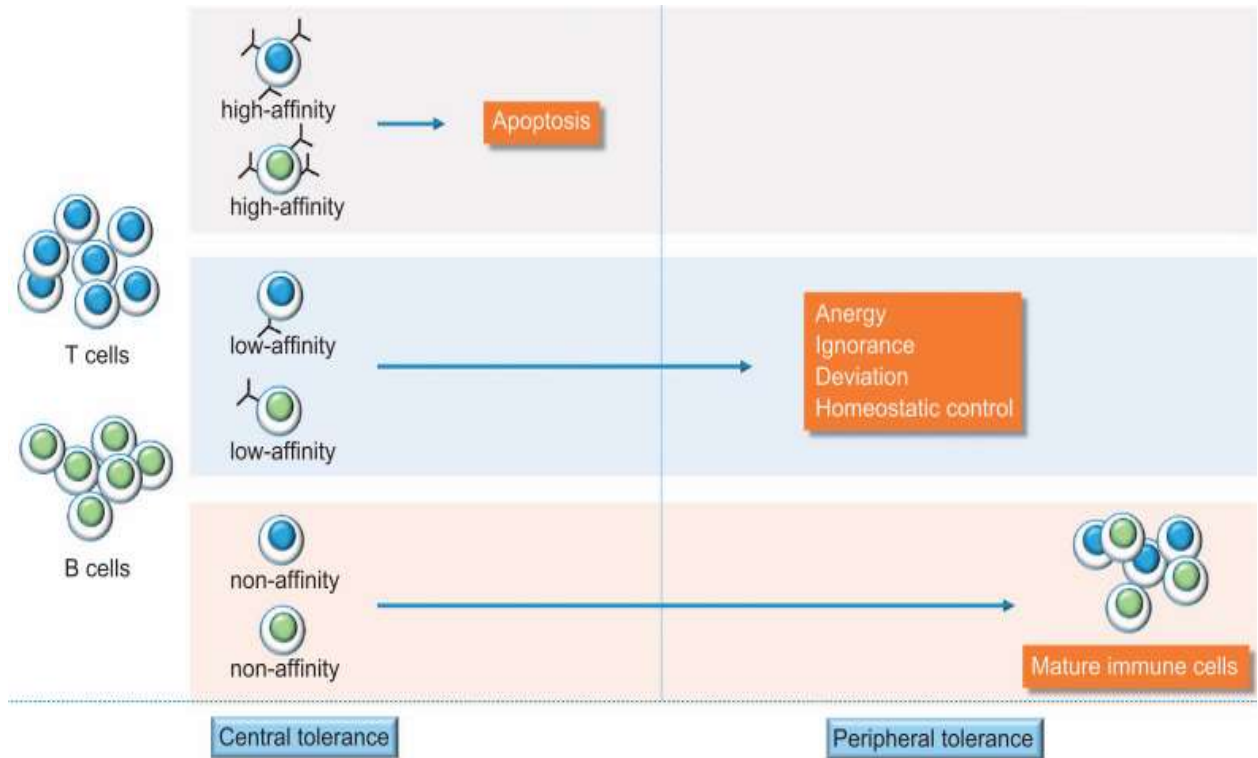 high-affinity
Apoptosis
high-affinity
T cells
low-affinity
low-affinity
Anergy
Ignorance
Deviation
Homeostatic control
B cells
non-affinity
non-affinity
Mature immune cells
Central tolerance
Peripheral tolerance